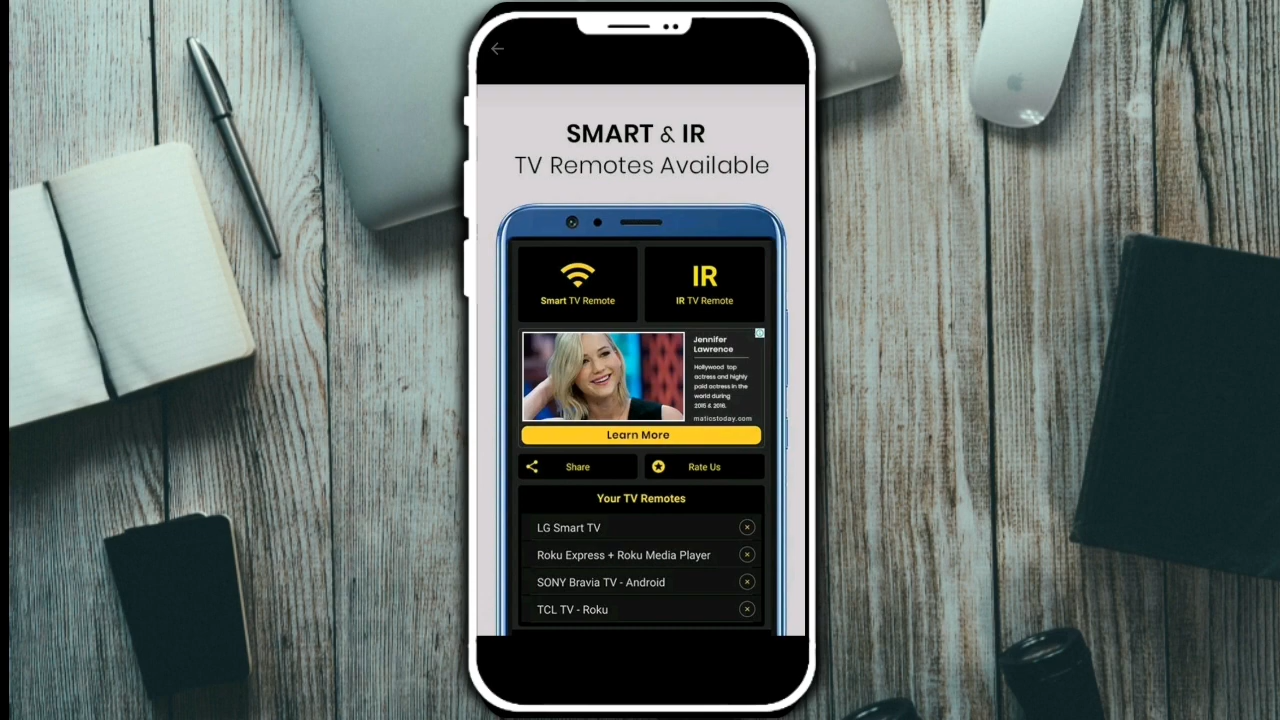 SMART & IR
TV Remotes Available
IR
Smart TV Remote
IR TV Remote
Jennifer
Lawrence
Hollywood top
actress and highly
paid actress in the
world during
2015 & 2016.
maticstoday.com
Learn More
Share
Rate Us
Your TV Remotes
LG Smart TV
Roku Express + Roku Media Player
SONY Bravia TV - Android
TCL TV - Roku